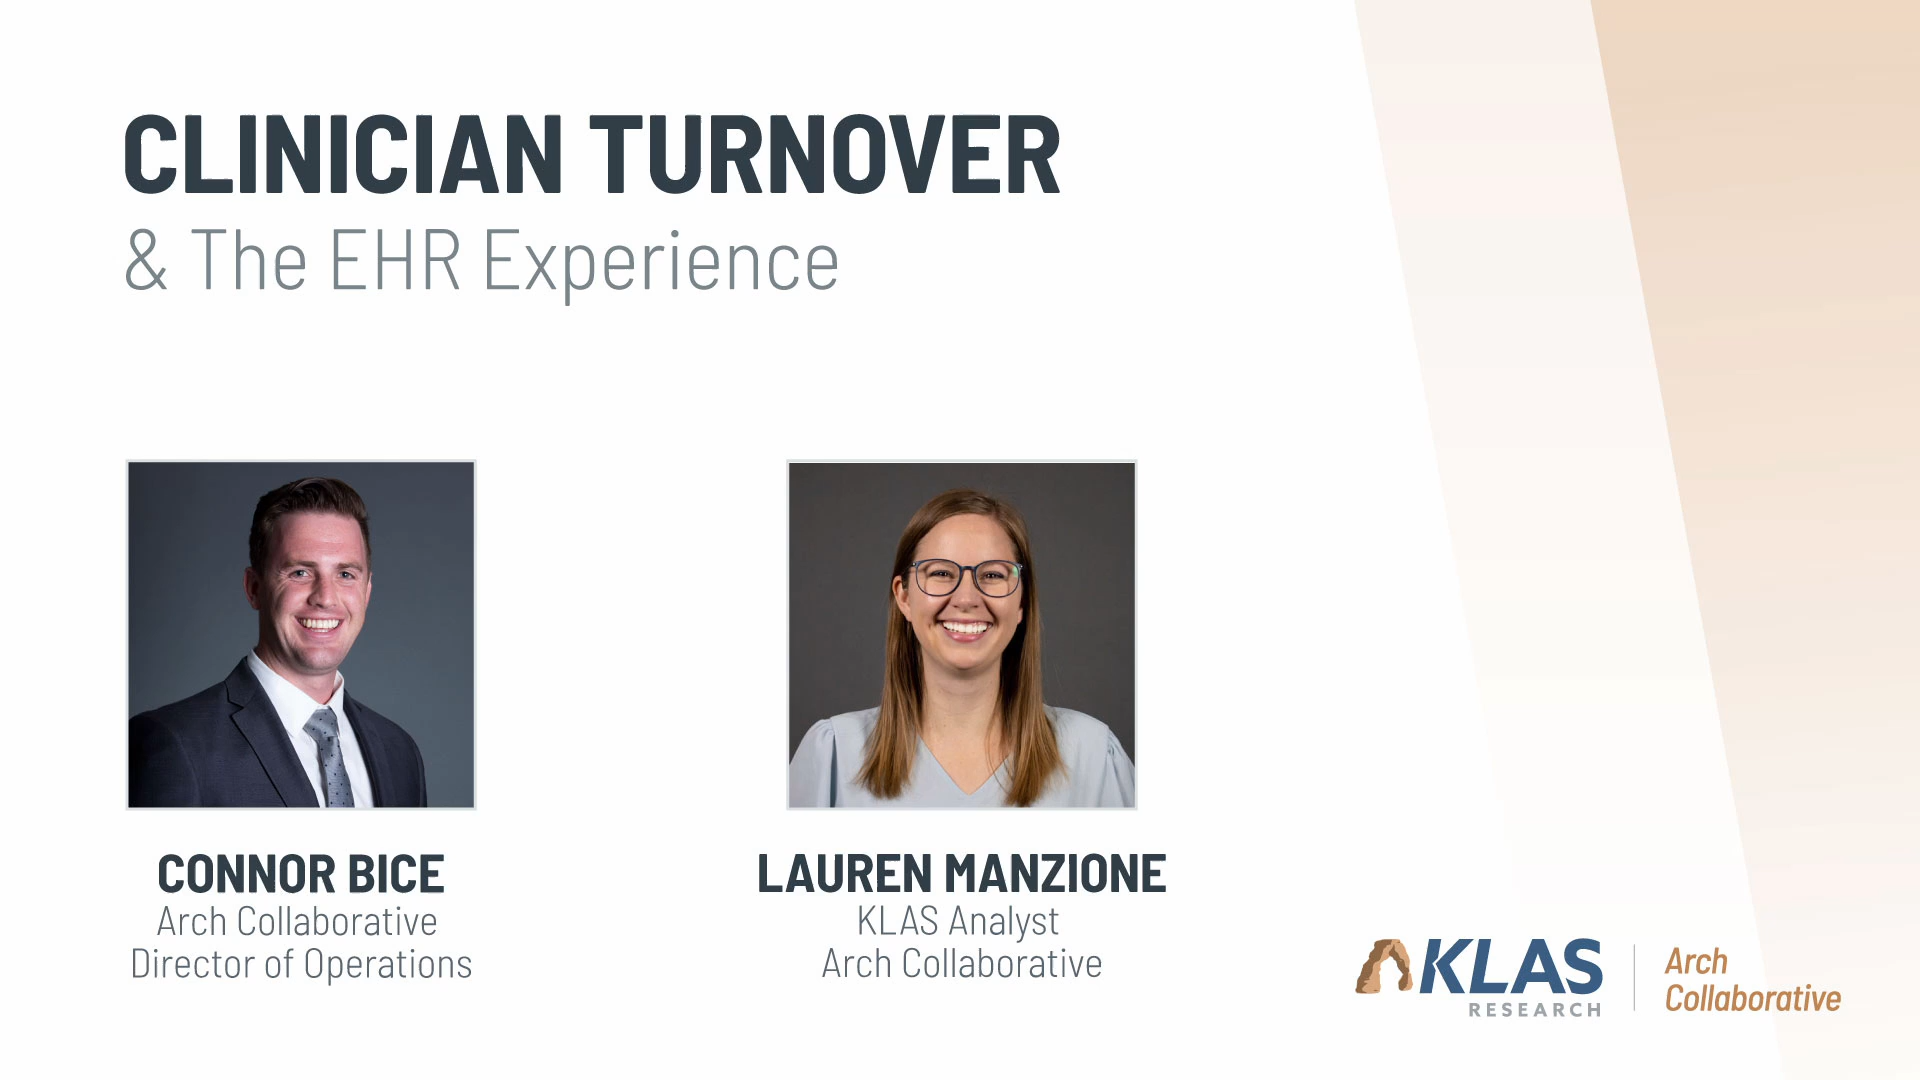 CLINICIAN TURNOVER
& The EHR Experience
CONNOR BICE
Arch Collaborative
Director of Operations
LAUREN MANZIONE
KLAS Analyst
Arch Collaborative
KLAS
RESEARCH
Arch
Collaborative